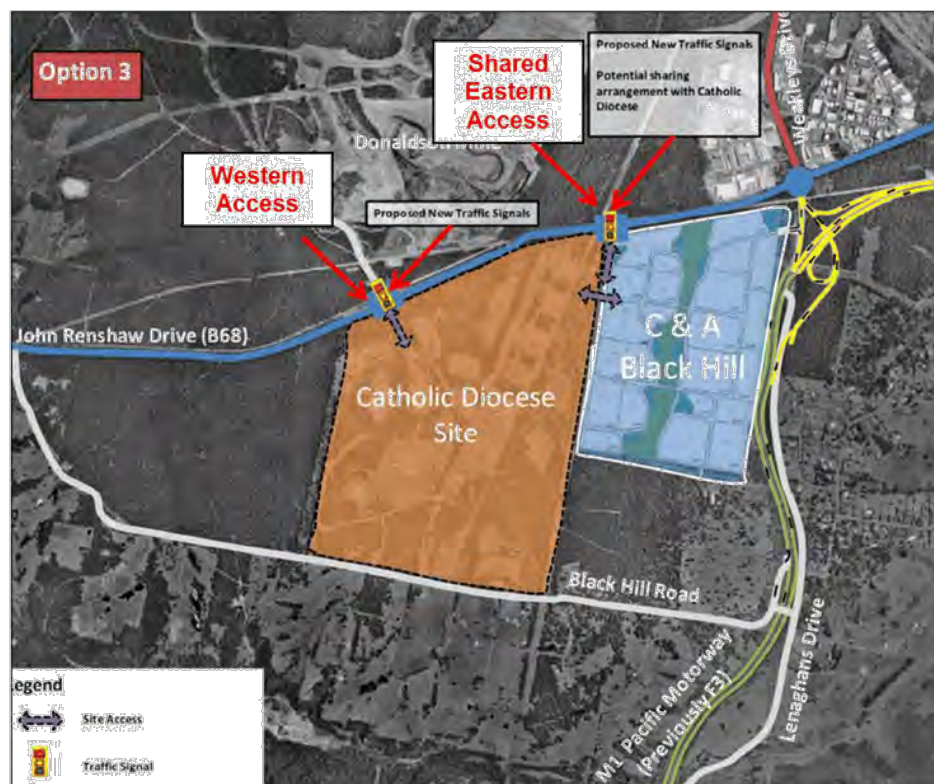 Option 3
Shared
Eastern
Access
Proposed New Traffic Signals
Potential sharing
arrangement with Catholic
Diocese
Weakleys Drive
Donaldson Mine
Western
Access
Proposed New Traffic Signals
John Renshaw Drive (B68)
C & A
Black Hill
Catholic Diocese
Site
Black Hill Road
Lenaghans Drive
M1 Pacific Motorway
(Previously F3)
Legend
Site Access
Traffic Signal